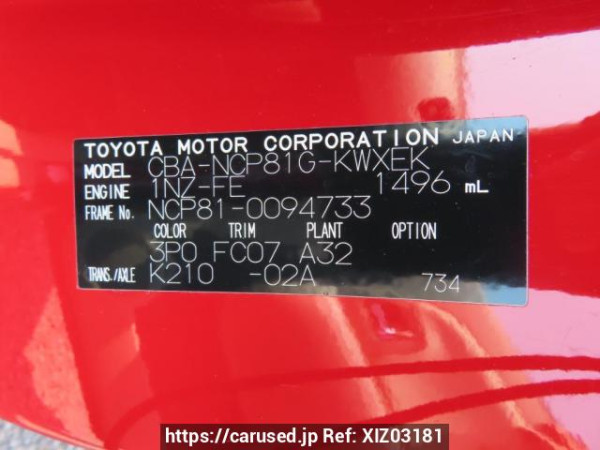 TOYOTA MOTOR CORPORATION JAPAN
MODEL CBA-NCP81G-KWXEK
ENGINE 1NZ-FE 1496 mL
FRAME No. NCP81-0094733
COLOR TRIM PLANT OPTION
3P0 FC07 A32
TRANS./AXLE K210 -02A 734
https://carused.jp Ref: XIZ03181